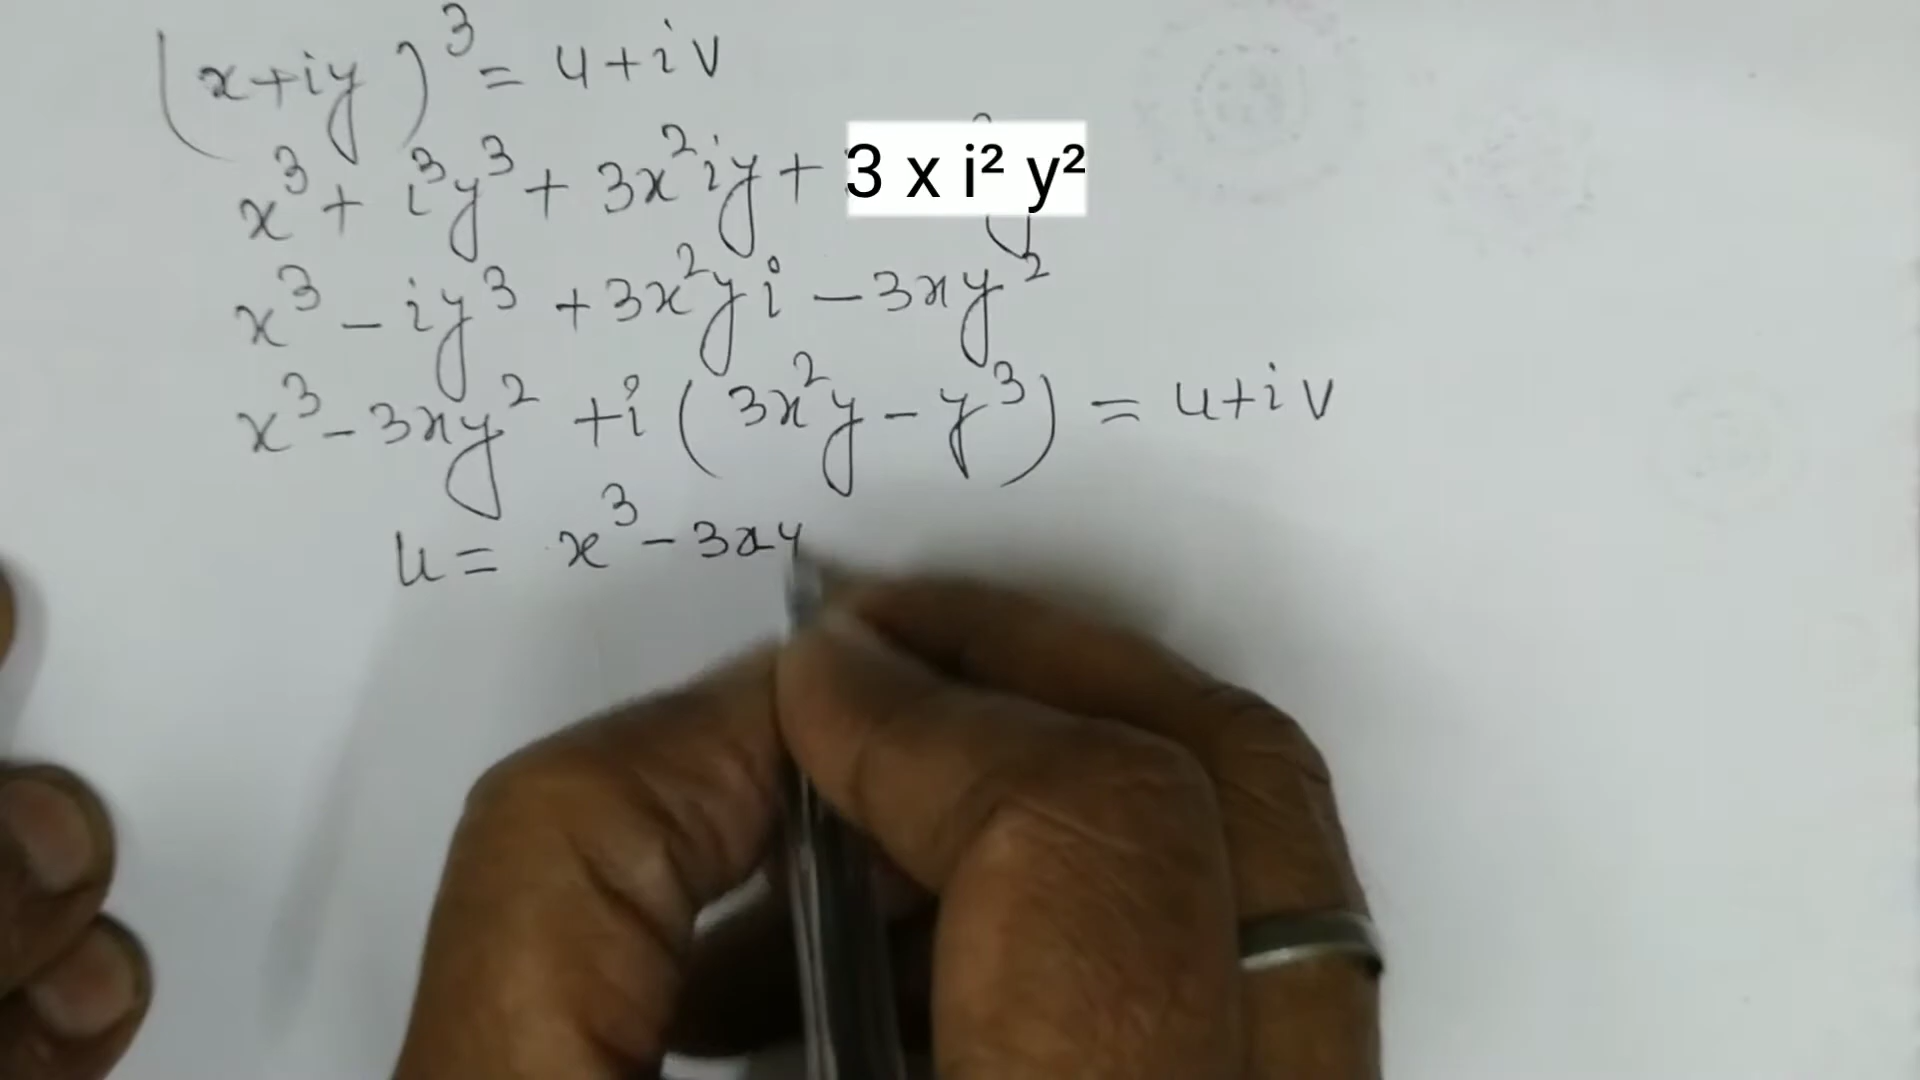 (x+iy)³ = u+iv
x³ + i³y³ + 3x²iy + 3 x i² y²
x³ - iy³ + 3x²yi - 3xy²
x³ - 3xy² + i(3x²y - y³) = u+iv
u = x³ - 3xy